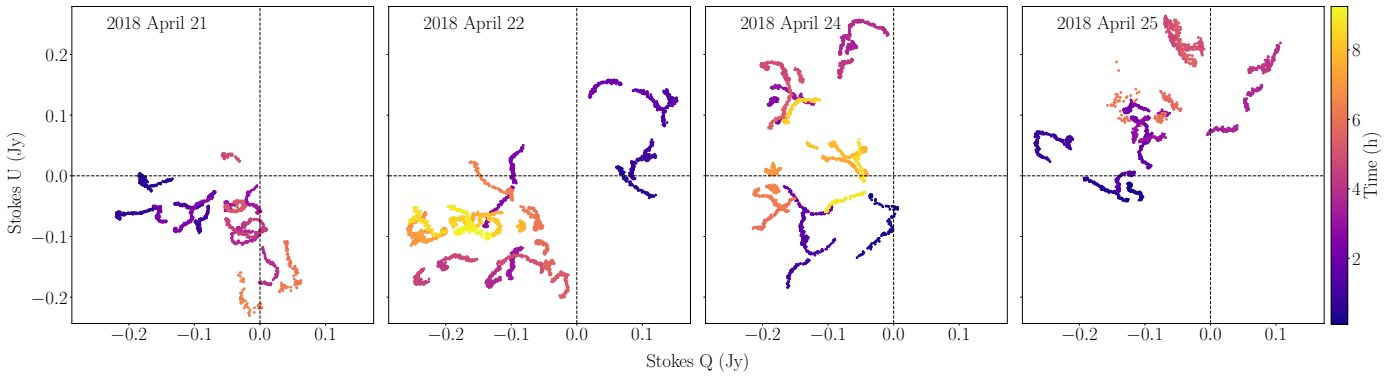 2018 April 21
2018 April 22
2018 April 24
2018 April 25
Stokes U (Jy)
0.2
0.1
0.0
−0.1
−0.2
−0.2 −0.1 0.0 0.1
−0.2 −0.1 0.0 0.1
−0.2 −0.1 0.0 0.1
−0.2 −0.1 0.0 0.1
Stokes Q (Jy)
8
6
4
2
Time (h)